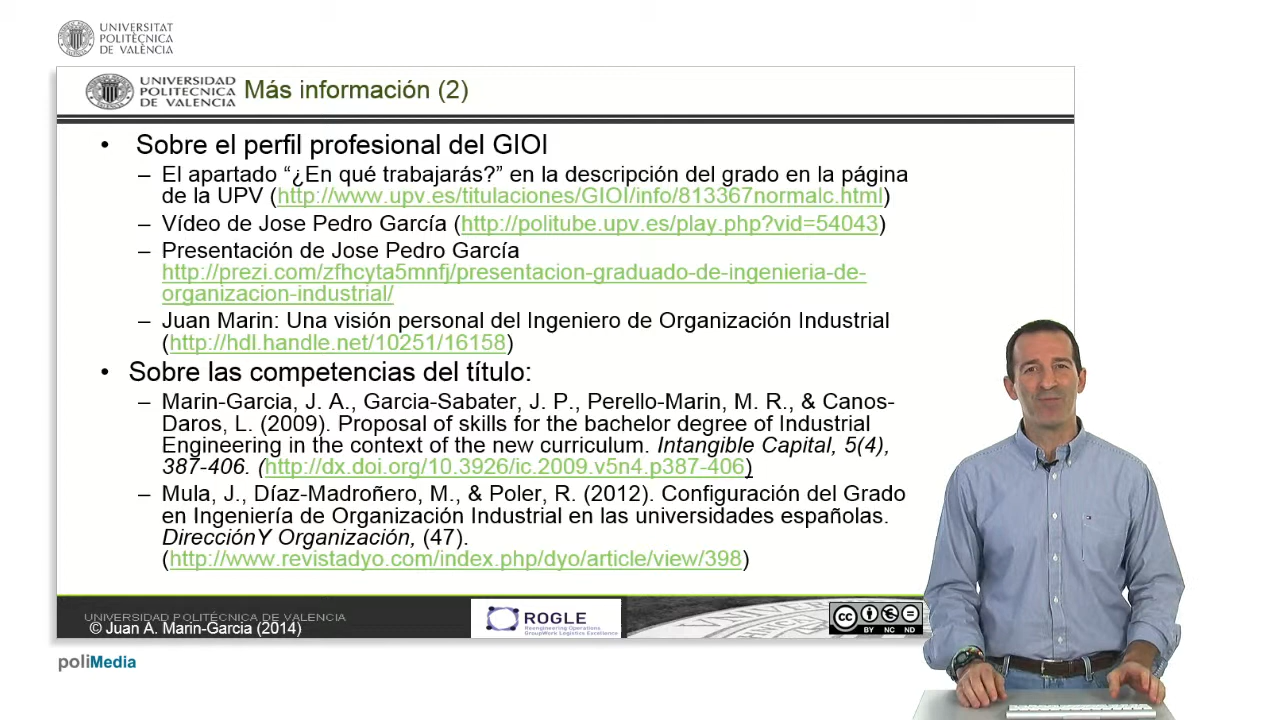 UNIVERSITAT
POLITÈCNICA
DE VALÈNCIA
UNIVERSIDAD
POLITECNICA
DE VALENCIA
Más información (2)
• Sobre el perfil profesional del GIOI
– El apartado “¿En qué trabajarás?” en la descripción del grado en la página
de la UPV (http://www.upv.es/titulaciones/GIOI/info/813367normalc.html)
– Vídeo de Jose Pedro García (http://politube.upv.es/play.php?vid=54043)
– Presentación de Jose Pedro García
http://prezi.com/zfhcyta5mnfj/presentacion-graduado-de-ingenieria-de-
organizacion-industrial/
– Juan Marin: Una visión personal del Ingeniero de Organización Industrial
(http://hdl.handle.net/10251/16158)
• Sobre las competencias del título:
– Marin-Garcia, J. A., Garcia-Sabater, J. P., Perello-Marin, M. R., & Canos-
Daros, L. (2009). Proposal of skills for the bachelor degree of Industrial
Engineering in the context of the new curriculum. Intangible Capital, 5(4),
387-406. (http://dx.doi.org/10.3926/ic.2009.v5n4.p387-406)
– Mula, J., Díaz-Madroñero, M., & Poler, R. (2012). Configuración del Grado
en Ingeniería de Organización Industrial en las universidades españolas.
DirecciónY Organización, (47).
(http://www.revistadyo.com/index.php/dyo/article/view/398)
UNIVERSIDAD POLITÉCNICA DE VALENCIA
© Juan A. Marin-Garcia (2014)
ROGLE
Reengineering Operations
GroupWork Logistics Excellence
cc BY NC ND
poliMedia